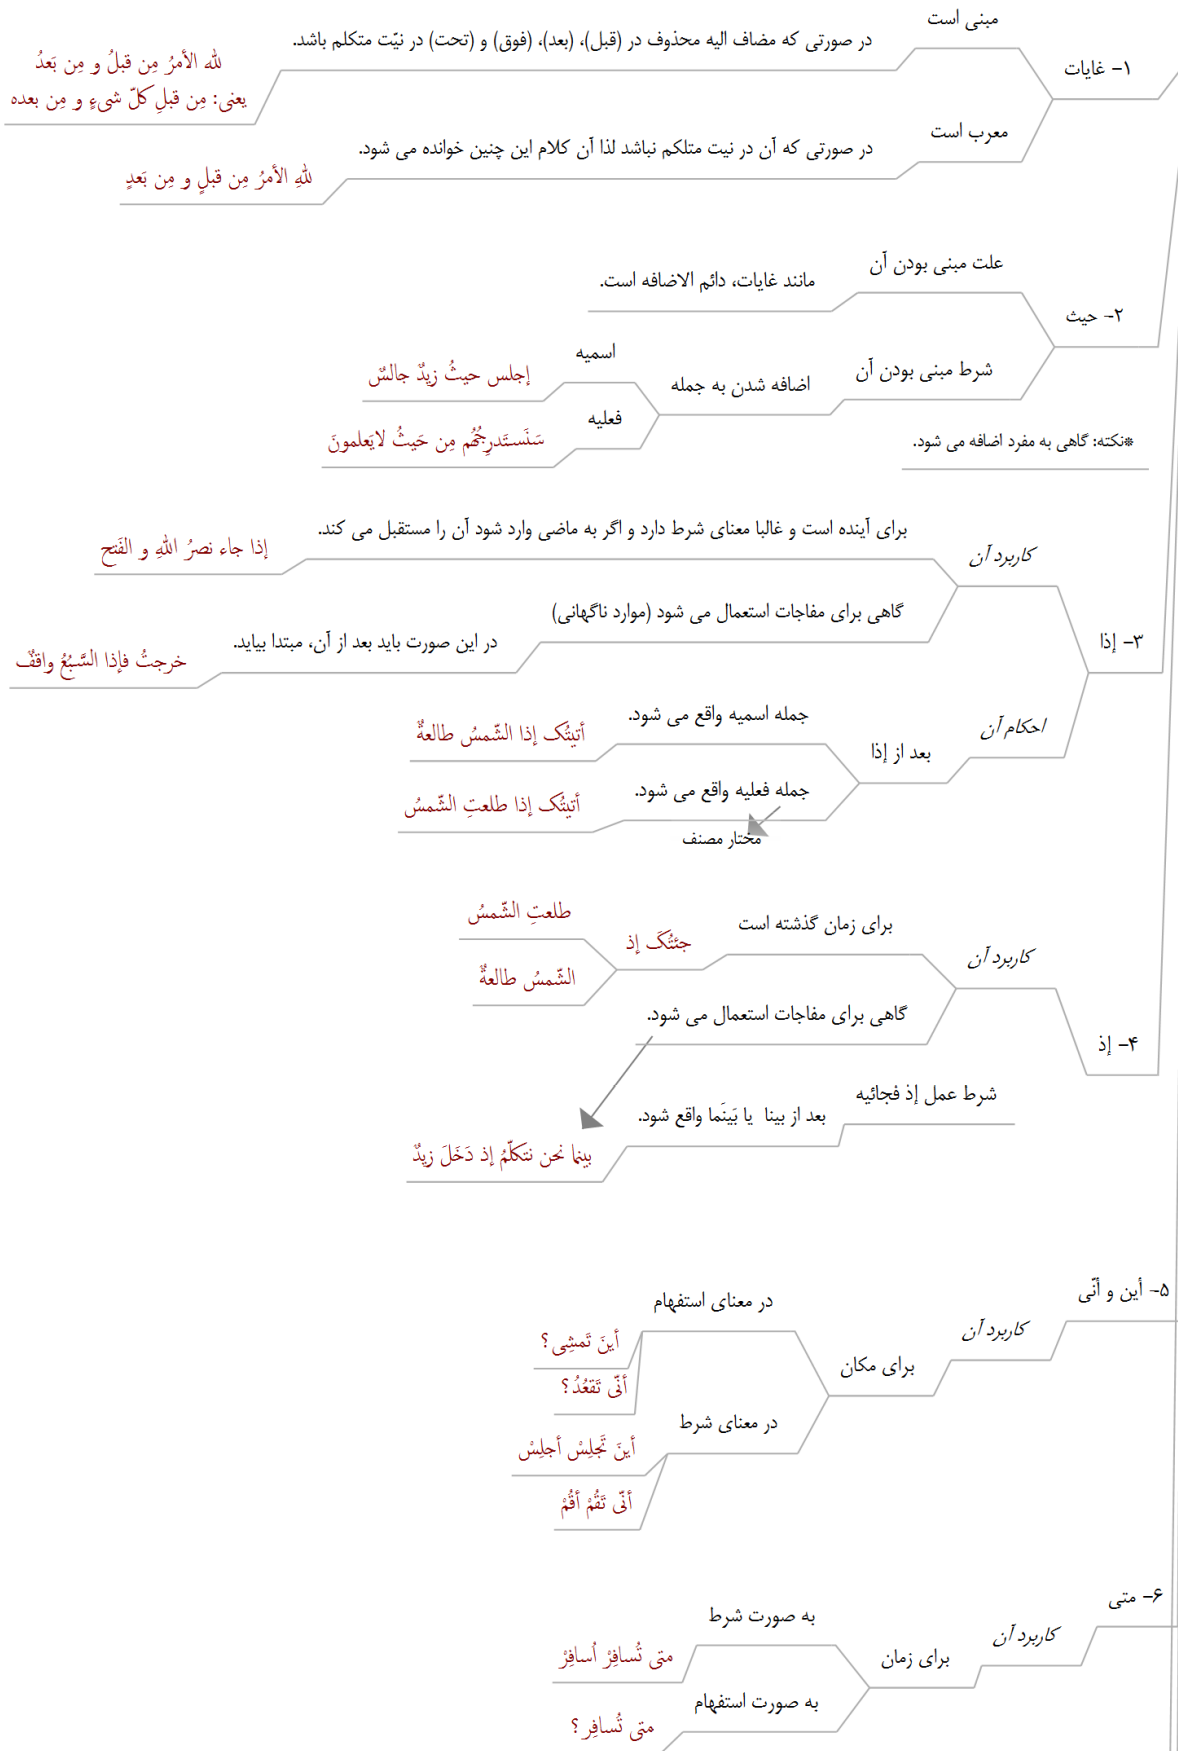 ۱- غایات
مبنی است
در صورتی که مضاف الیه محذوف در (قبل)، (بعد)، (فوق) و (تحت) در نیّت متکلم باشد.
لله الأمرُ مِن قبلُ و مِن بَعدُ
یعنی: مِن قبلِ کلّ شیءٍ و مِن بعده
معرب است
در صورتی که آن در نیت متلکم نباشد لذا آن کلام این چنین خوانده می شود.
للهِ الأمرُ مِن قبلٍ و مِن بَعدٍ
۲- حیث
علت مبنی بودن آن
مانند غایات، دائم الاضافه است.
شرط مبنی بودن آن
اضافه شدن به جمله
اسمیه
إجلس حیثُ زیدٌ جالسٌ
فعلیه
سَنَستَدرِجُهُم مِن حَیثُ لایَعلمونَ
*نکته: گاهی به مفرد اضافه می شود.
۳- إذا
کاربرد آن
برای آینده است و غالبا معنای شرط دارد و اگر به ماضی وارد شود آن را مستقبل می کند.
إذا جاء نصرُ اللهِ و الفَتح
گاهی برای مفاجات استعمال می شود (موارد ناگهانی)
در این صورت باید بعد از آن، مبتدا بیاید.
خرجتُ فإذا السَّبُعُ واقفٌ
احکام آن
بعد از إذا
جمله اسمیه واقع می شود.
أتیتُک إذا الشّمسُ طالعةٌ
جمله فعلیه واقع می شود.
أتیتُک إذا طلعتِ الشّمسُ
مختار مصنف
۴- إذ
کاربرد آن
برای زمان گذشته است
جئتُکَ إذ
طلعتِ الشّمسُ
الشّمسُ طالعةٌ
گاهی برای مفاجات استعمال می شود.
شرط عمل إذ فجائیه
بعد از بینا یا بَینَما واقع شود.
بینما نحن نتکلّمُ إذ دَخَلَ زیدٌ
۵- أین و أنّی
کاربرد آن
برای مکان
در معنای استفهام
أینَ تَمشِی؟
أنّی تَقعُدُ؟
در معنای شرط
أینَ تَجلِسْ أجلِسْ
أنّی تَقُمْ أقُمْ
۶- متی
کاربرد آن
برای زمان
به صورت شرط
متی تُسافِرْ اُسافِرْ
به صورت استفهام
متی تُسافِر؟